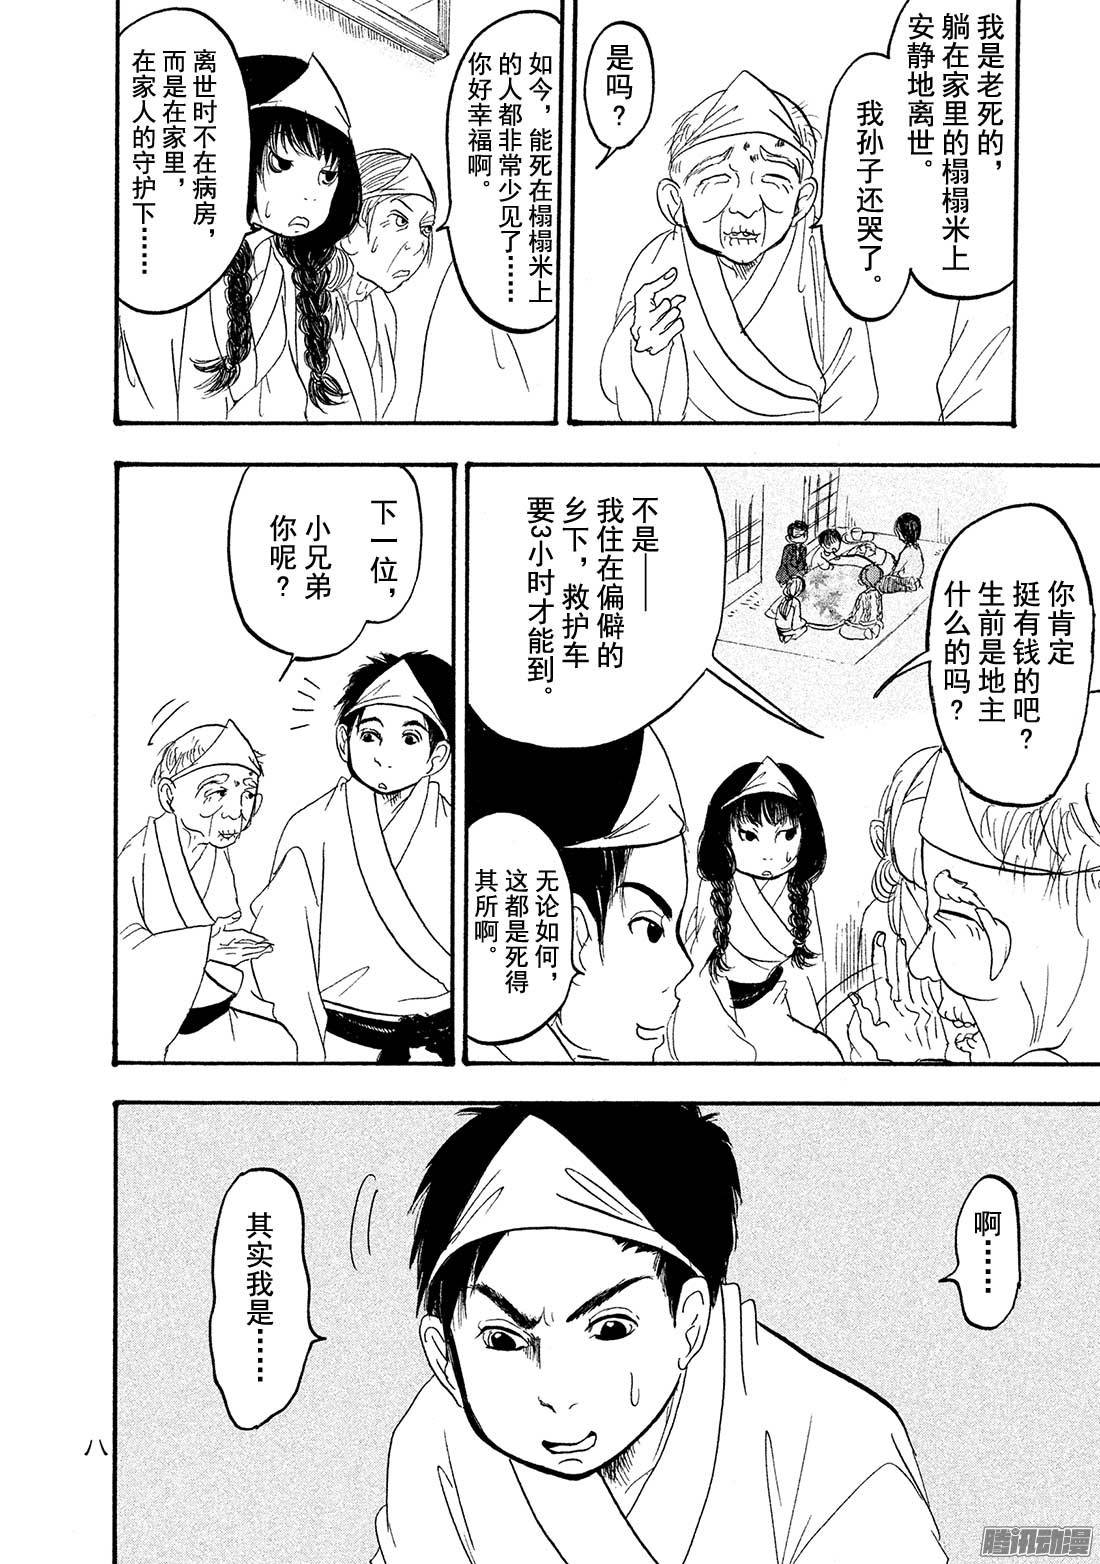 我是老死的，
躺在家里的榻榻米上
安静地离世。
我孙子还哭了。
是吗？
如今，能死在榻榻米上
的人都非常少见了……
你好幸福啊。
离世时不在病房，
而是在家里，
在家人的守护下……
你肯定
挺有钱的吧？
生前是地主
什么的吗？
不是——
我住在偏僻的
乡下，救护车
要3小时才能到。
无论如何，
这都是死得
其所啊。
下一位，
小兄弟
你呢？
啊……
其实我是……
八
腾讯动漫